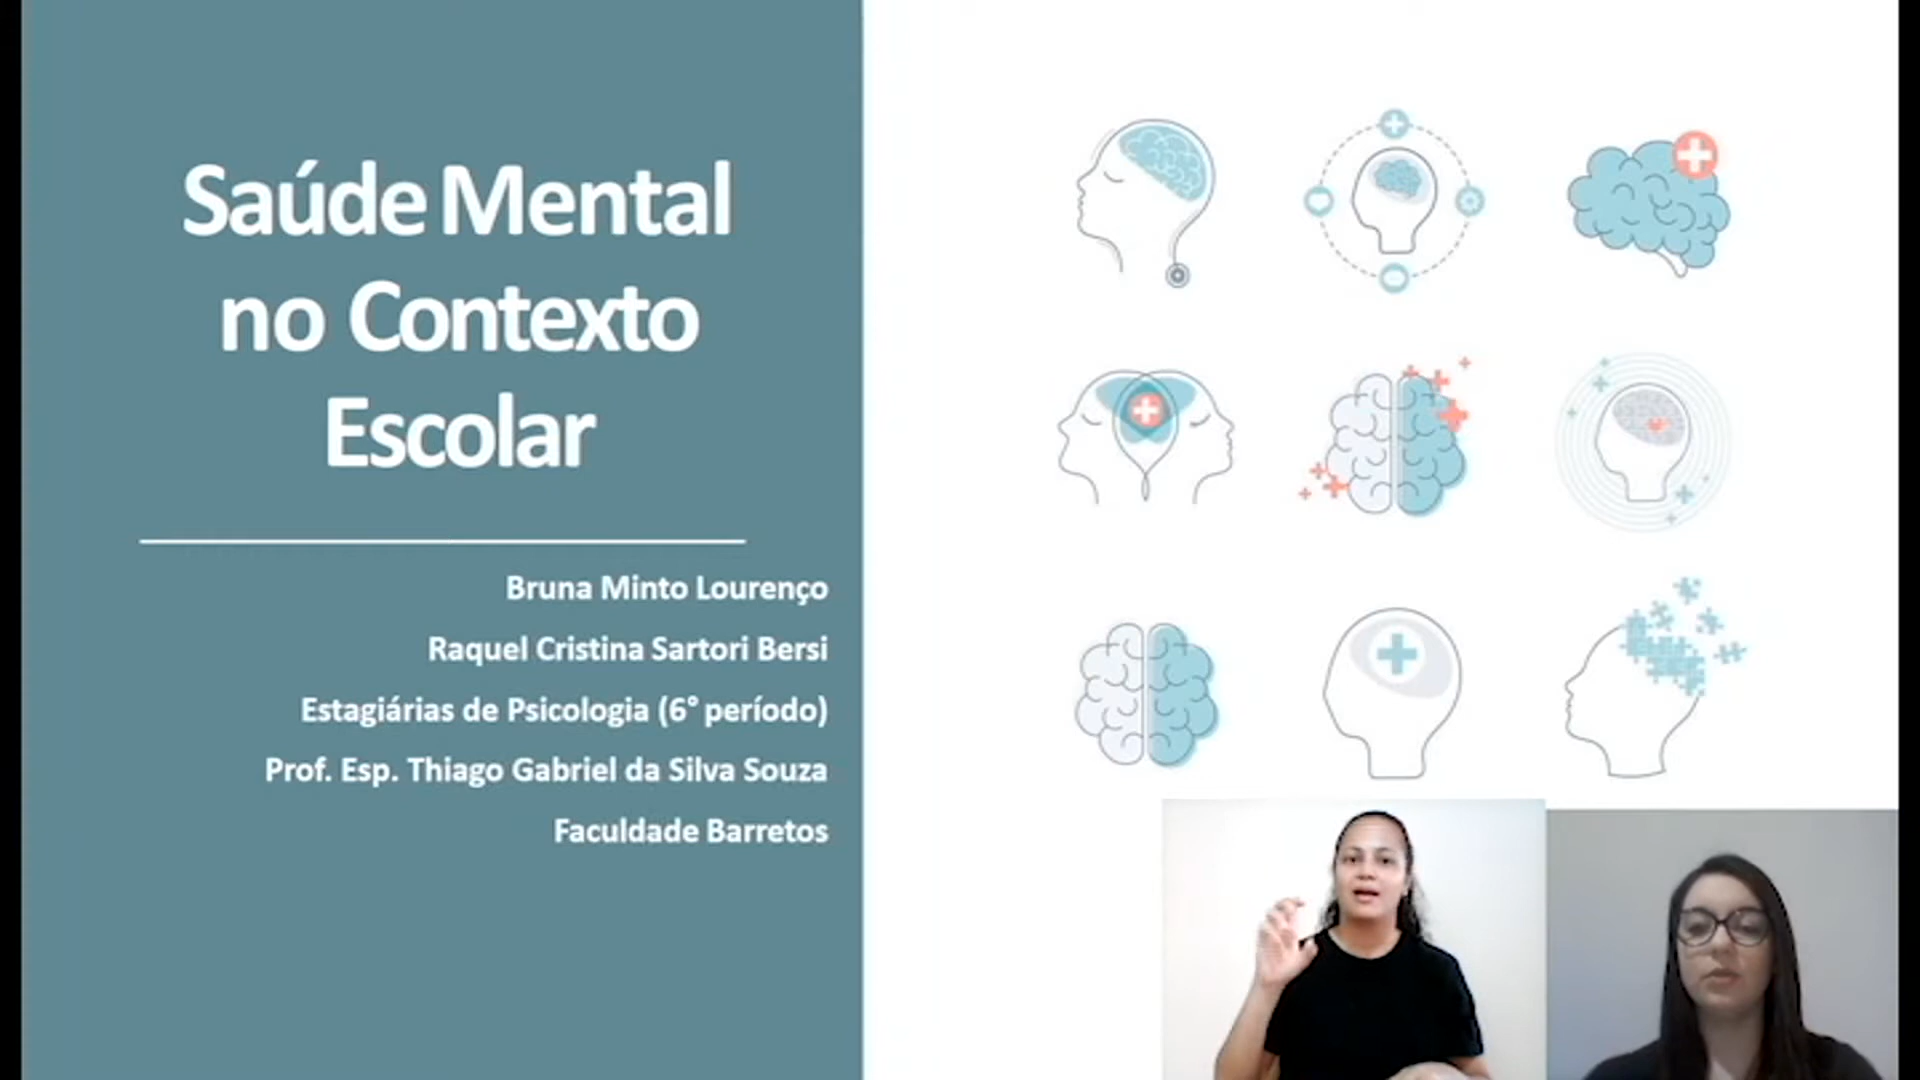 Saúde Mental
no Contexto
Escolar
Bruna Minto Lourenço
Raquel Cristina Sartori Bersi
Estagiárias de Psicologia (6° período)
Prof. Esp. Thiago Gabriel da Silva Souza
Faculdade Barretos